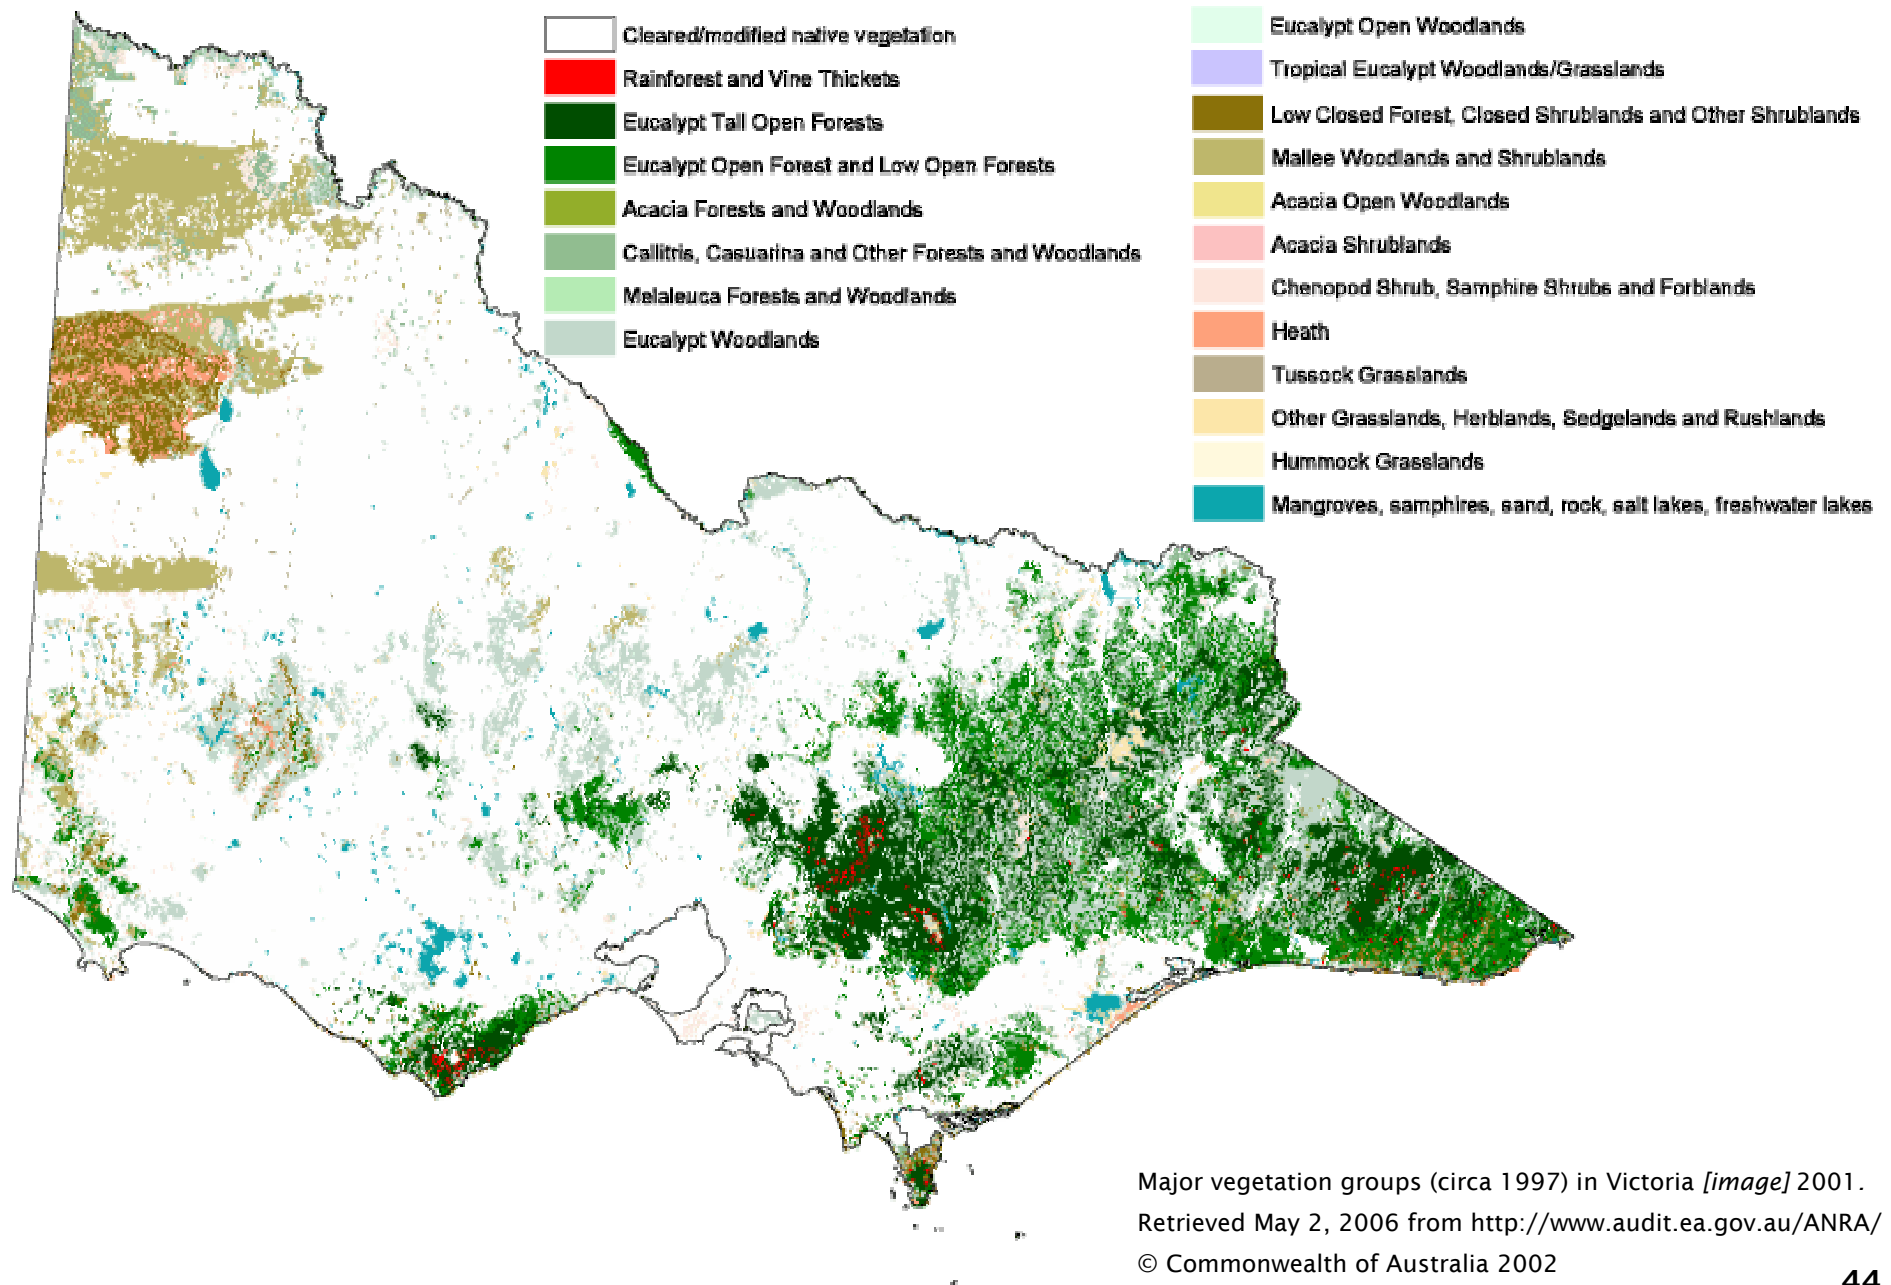 Cleared/modified native vegetation
Rainforest and Vine Thickets
Eucalypt Tall Open Forests
Eucalypt Open Forest and Low Open Forests
Acacia Forests and Woodlands
Callitris, Casuarina and Other Forests and Woodlands
Melaleuca Forests and Woodlands
Eucalypt Woodlands
Eucalypt Open Woodlands
Tropical Eucalypt Woodlands/Grasslands
Low Closed Forest, Closed Shrublands and Other Shrublands
Mallee Woodlands and Shrublands
Acacia Open Woodlands
Acacia Shrublands
Chenopod Shrub, Samphire Shrubs and Forblands
Heath
Tussock Grasslands
Other Grasslands, Herblands, Sedgelands and Rushlands
Hummock Grasslands
Mangroves, samphires, sand, rock, salt lakes, freshwater lakes
Major vegetation groups (circa 1997) in Victoria [image] 2001.
Retrieved May 2, 2006 from http://www.audit.ea.gov.au/ANRA/
© Commonwealth of Australia 2002
44